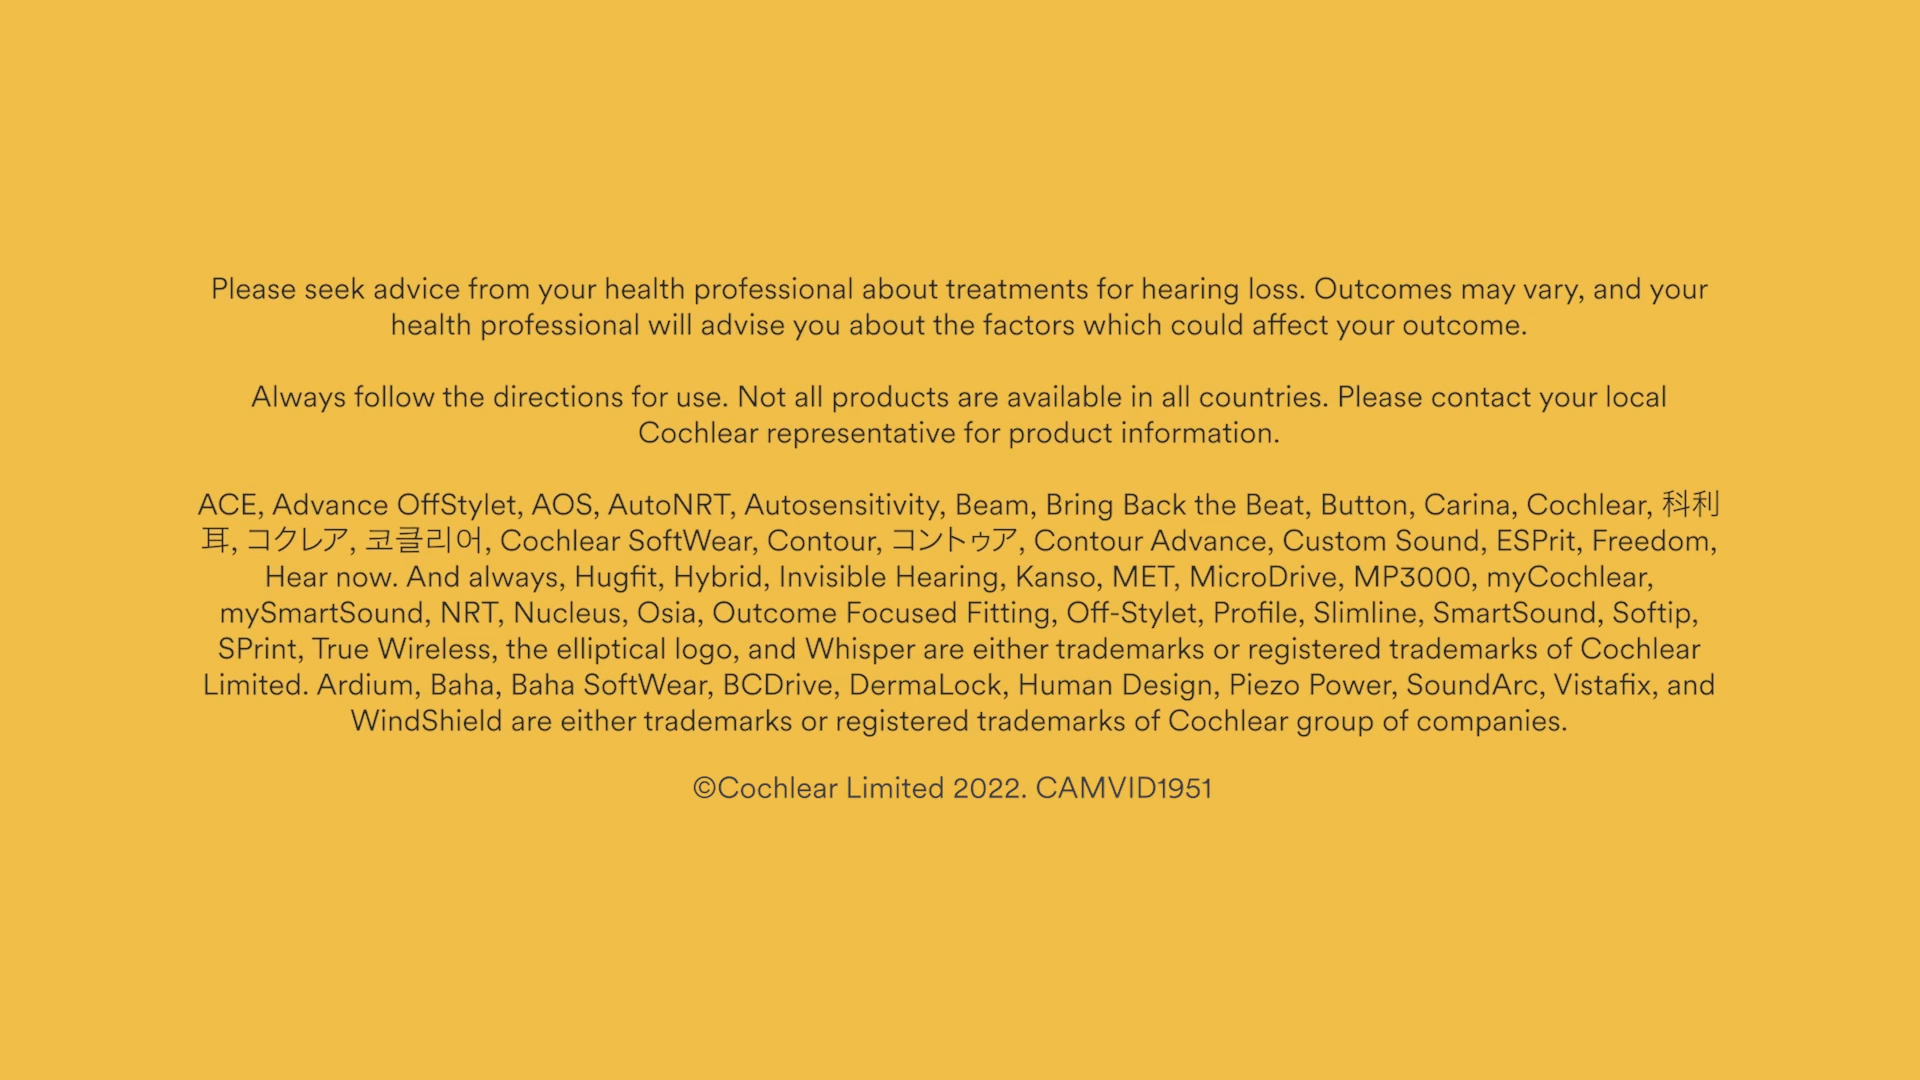 Please seek advice from your health professional about treatments for hearing loss. Outcomes may vary, and your
health professional will advise you about the factors which could affect your outcome.
Always follow the directions for use. Not all products are available in all countries. Please contact your local
Cochlear representative for product information.
ACE, Advance OffStylet, AOS, AutoNRT, Autosensitivity, Beam, Bring Back the Beat, Button, Carina, Cochlear, 科利
耳, コクレア, 코클리어, Cochlear SoftWear, Contour, コントゥア, Contour Advance, Custom Sound, ESPrit, Freedom,
Hear now. And always, Hugfit, Hybrid, Invisible Hearing, Kanso, MET, MicroDrive, MP3000, myCochlear,
mySmartSound, NRT, Nucleus, Osia, Outcome Focused Fitting, Off-Stylet, Profile, Slimline, SmartSound, Softip,
SPrint, True Wireless, the elliptical logo, and Whisper are either trademarks or registered trademarks of Cochlear
Limited. Ardium, Baha, Baha SoftWear, BCDrive, DermaLock, Human Design, Piezo Power, SoundArc, Vistafix, and
WindShield are either trademarks or registered trademarks of Cochlear group of companies.
©Cochlear Limited 2022. CAMVID1951